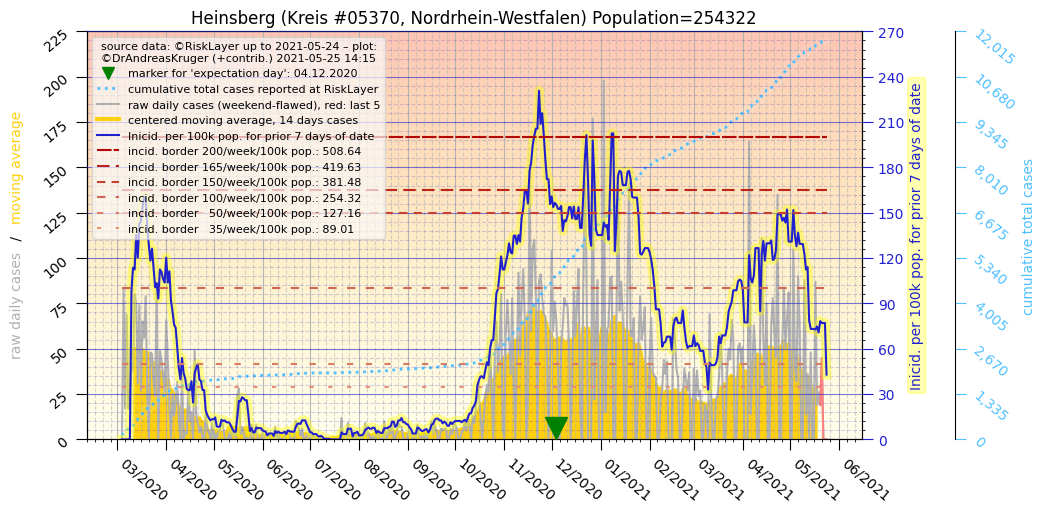 Heinsberg (Kreis #05370, Nordrhein-Westfalen) Population=254322
source data: ©RiskLayer up to 2021-05-24 – plot:
©DrAndreasKruger (+contrib.) 2021-05-25 14:15
marker for 'expectation day': 04.12.2020
cumulative total cases reported at RiskLayer
raw daily cases (weekend-flawed), red: last 5
centered moving average, 14 days cases
Inicid. per 100k pop. for prior 7 days of date
incid. border 200/week/100k pop.: 508.64
incid. border 165/week/100k pop.: 419.63
incid. border 150/week/100k pop.: 381.48
incid. border 100/week/100k pop.: 254.32
incid. border   50/week/100k pop.: 127.16
incid. border   35/week/100k pop.: 89.01
raw daily cases   /   moving average
225
200
175
150
125
100
75
50
25
0
270
240
210
180
150
120
90
60
30
0
Inicid. per 100k pop. for prior 7 days of date
12,015
10,680
9,345
8,010
6,675
5,340
4,005
2,670
1,335
0
cumulative total cases
03/2020
04/2020
05/2020
06/2020
07/2020
08/2020
09/2020
10/2020
11/2020
12/2020
01/2021
02/2021
03/2021
04/2021
05/2021
06/2021